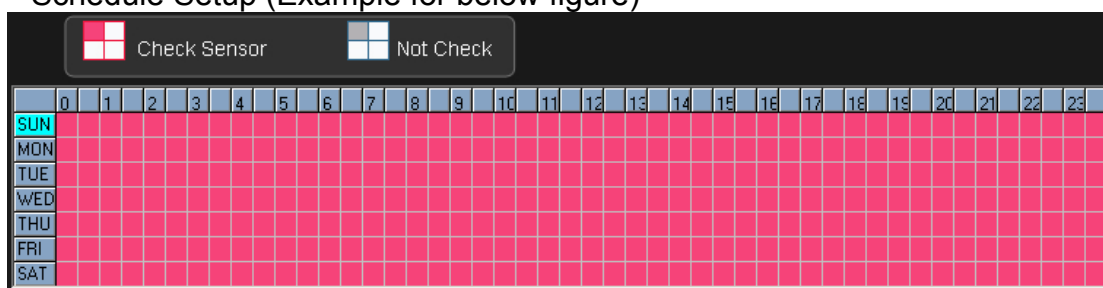 Schedule Setup (Example for below figure)
Check Sensor Not Check
0 1 2 3 4 5 6 7 8 9 10 11 12 13 14 15 16 17 18 19 20 21 22 23
SUN
MON
TUE
WED
THU
FRI
SAT